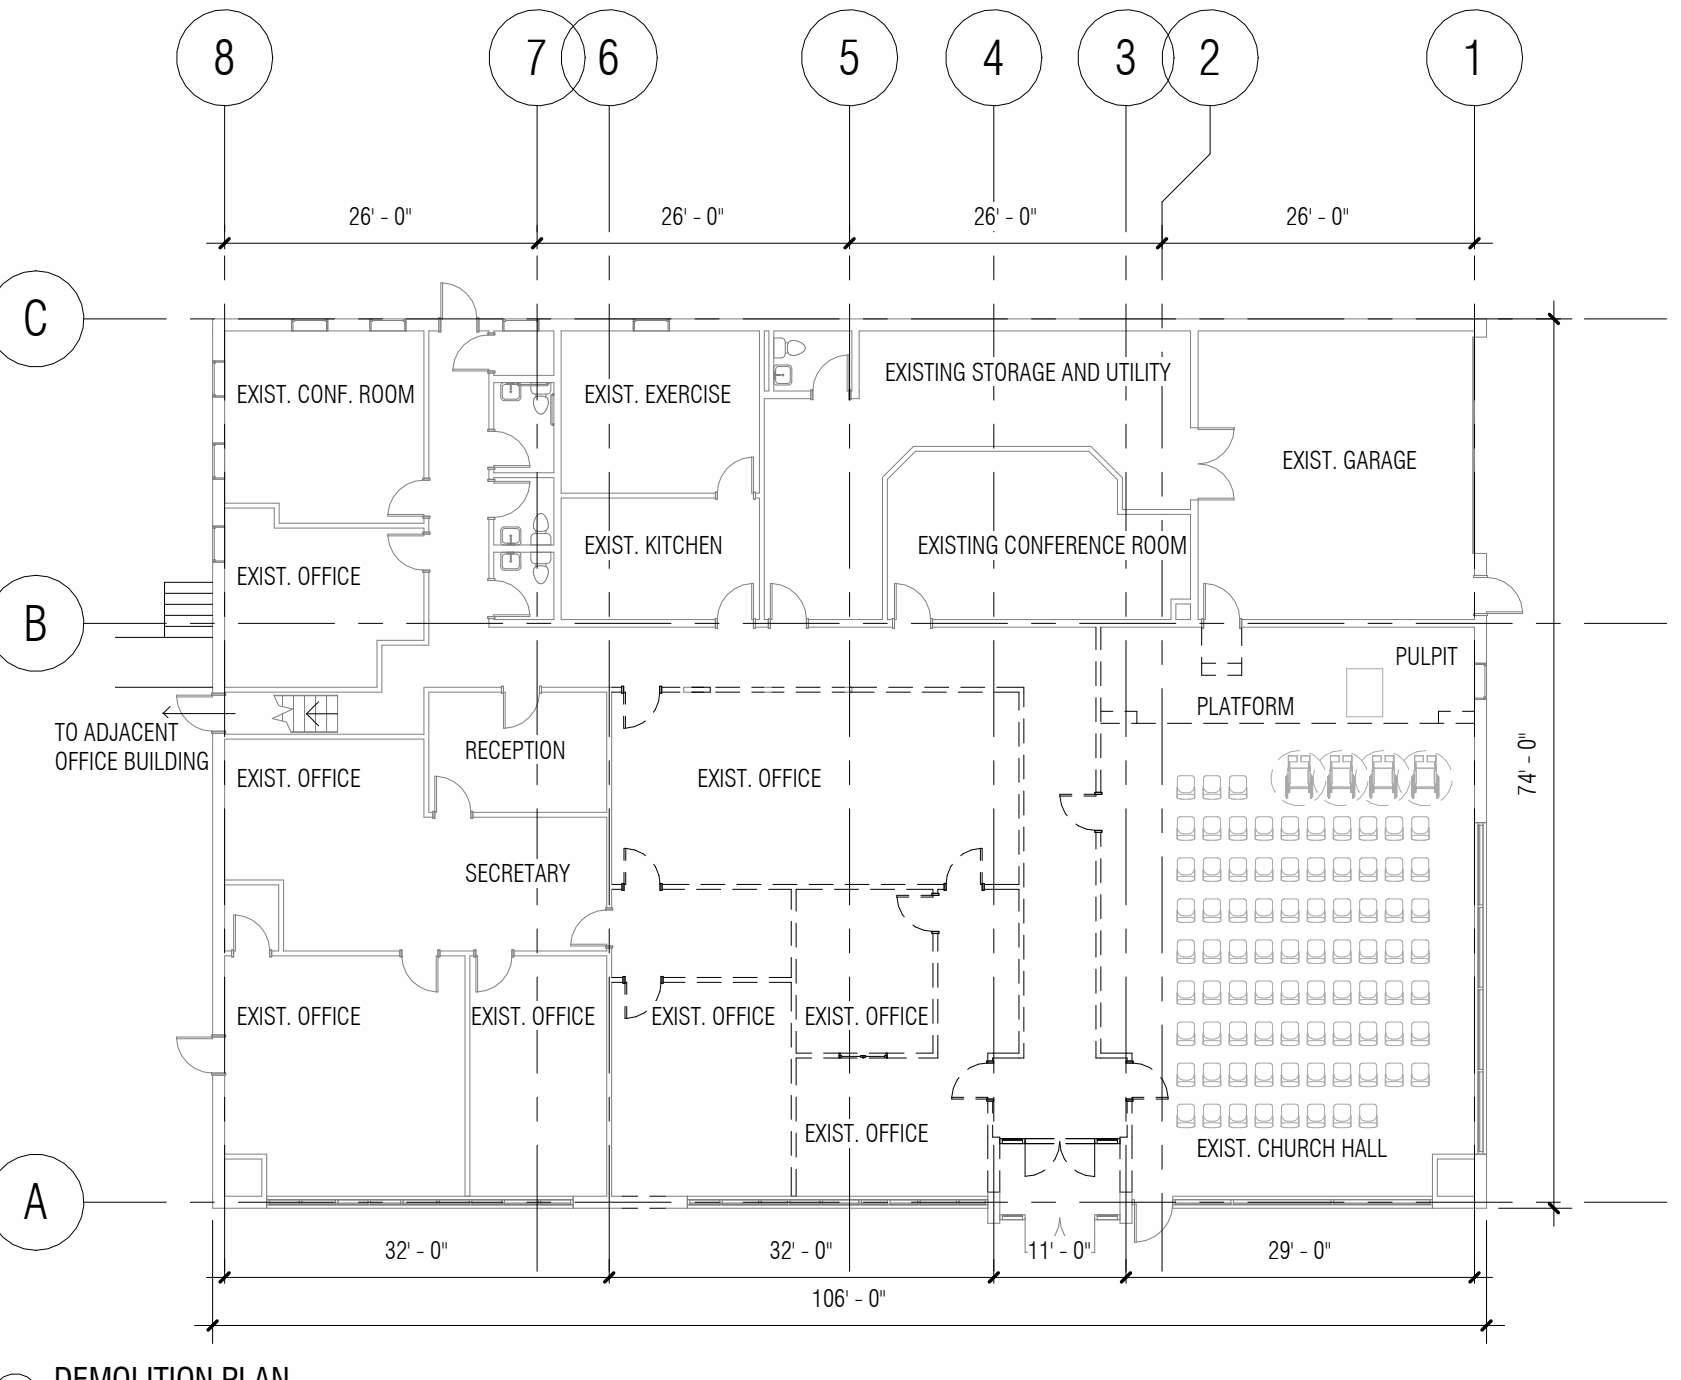 8 7 6 5 4 3 2 1
26' - 0" 26' - 0" 26' - 0" 26' - 0"
C
EXISTING STORAGE AND UTILITY
EXIST. CONF. ROOM EXIST. EXERCISE
EXIST. GARAGE
EXIST. KITCHEN EXISTING CONFERENCE ROOM
EXIST. OFFICE
B
PULPIT
PLATFORM
TO ADJACENT
OFFICE BUILDING
RECEPTION
EXIST. OFFICE EXIST. OFFICE
74' - 0"
SECRETARY
EXIST. OFFICE EXIST. OFFICE EXIST. OFFICE EXIST. OFFICE
EXIST. OFFICE
EXIST. CHURCH HALL
A
32' - 0" 32' - 0" 11' - 0" 29' - 0"
106' - 0"
DEMOLITION PLAN